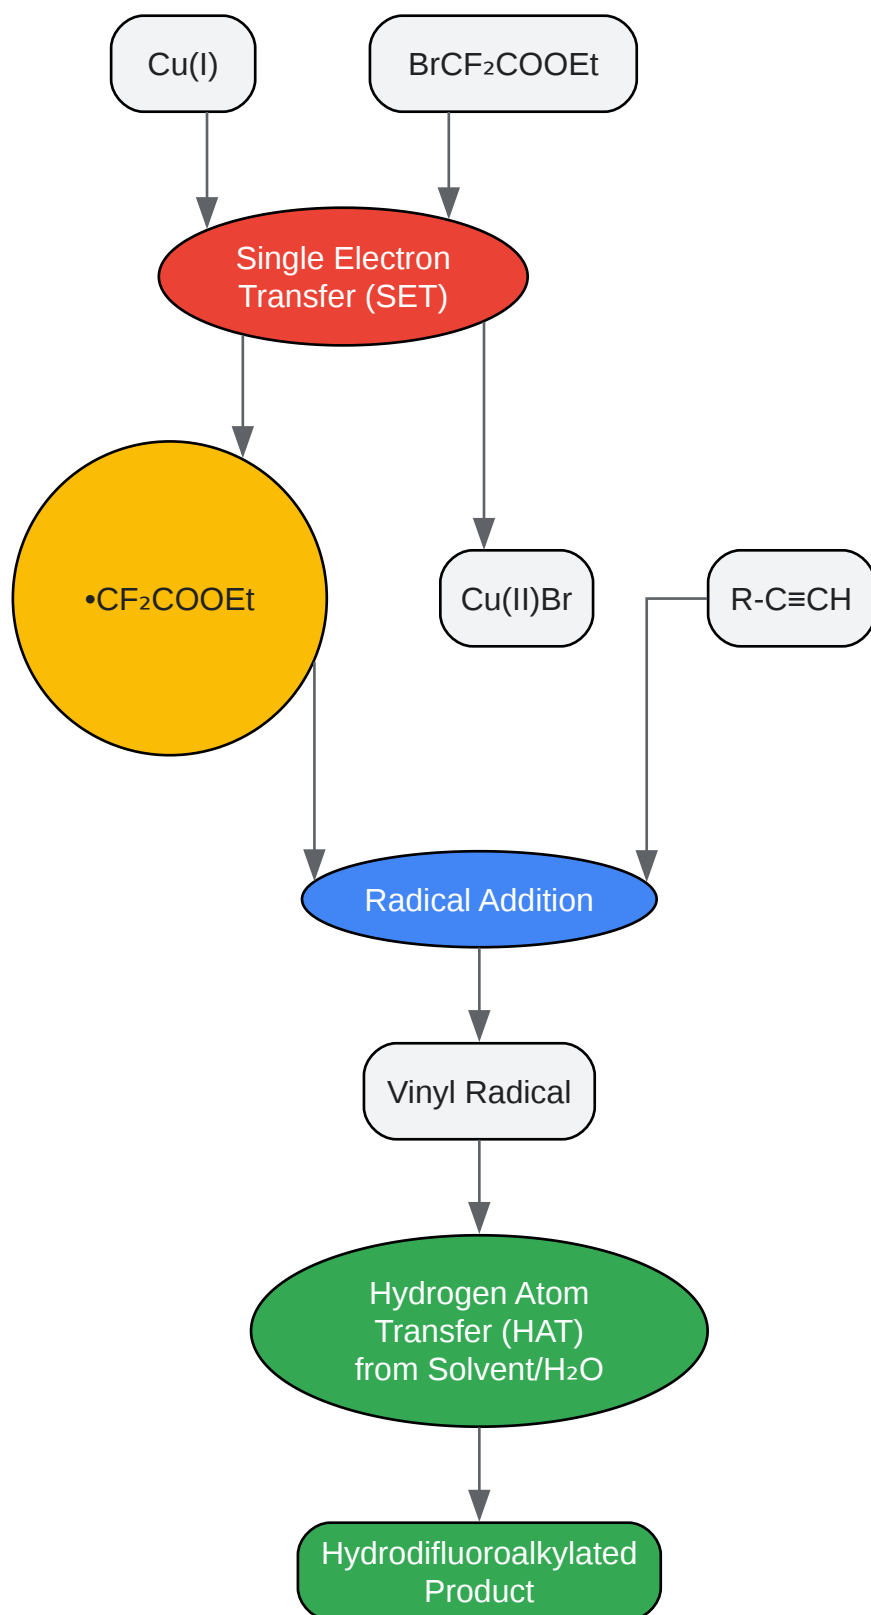 Cu(I)
BrCF₂COOEt
Single Electron
Transfer (SET)
•CF₂COOEt
Cu(II)Br
R-C≡CH
Radical Addition
Vinyl Radical
Hydrogen Atom
Transfer (HAT)
from Solvent/H₂O
Hydrodifluoroalkylated
Product